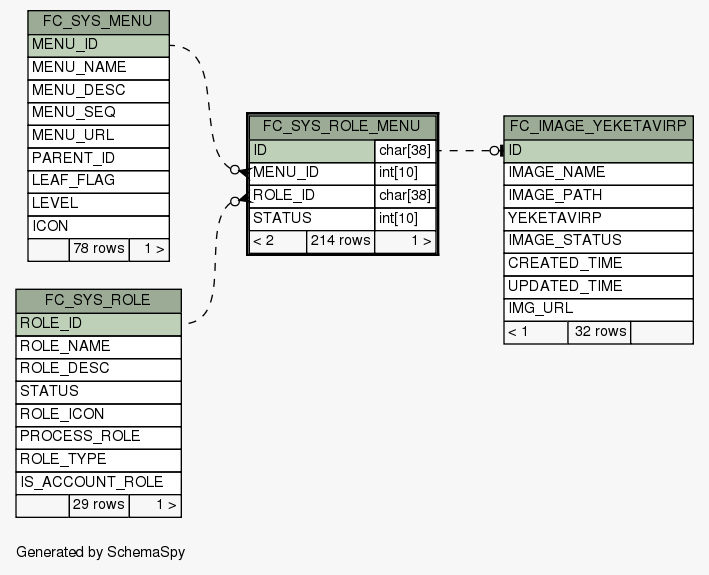 FC_SYS_MENU
MENU_ID
MENU_NAME
MENU_DESC
MENU_SEQ
MENU_URL
PARENT_ID
LEAF_FLAG
LEVEL
ICON
78 rows 1 >
FC_SYS_ROLE
ROLE_ID
ROLE_NAME
ROLE_DESC
STATUS
ROLE_ICON
PROCESS_ROLE
ROLE_TYPE
IS_ACCOUNT_ROLE
29 rows 1 >
FC_SYS_ROLE_MENU
ID char[38]
MENU_ID int[10]
ROLE_ID char[38]
STATUS int[10]
< 2 214 rows 1 >
FC_IMAGE_YEKETAVIRP
ID
IMAGE_NAME
IMAGE_PATH
YEKETAVIRP
IMAGE_STATUS
CREATED_TIME
UPDATED_TIME
IMG_URL
< 1 32 rows
Generated by SchemaSpy